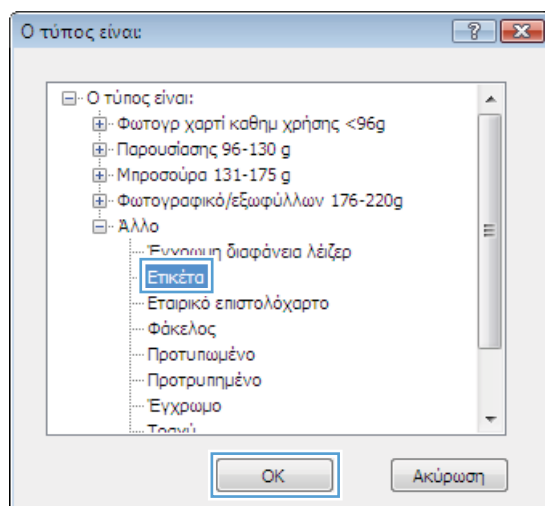 Ο τύπος είναι:
Ο τύπος είναι:
Φωτογρ χαρτί καθημ χρήσης <96g
Παρουσίασης 96-130 g
Μπροσούρα 131-175 g
Φωτογραφικό/εξωφύλλων 176-220g
Άλλο
Έγχρωμη διαφάνεια λέιζερ
Ετικέτα
Εταιρικό επιστολόχαρτο
Φάκελος
Προτυπωμένο
Προτρυπημένο
Έγχρωμο
Τραχύ
OK
Ακύρωση